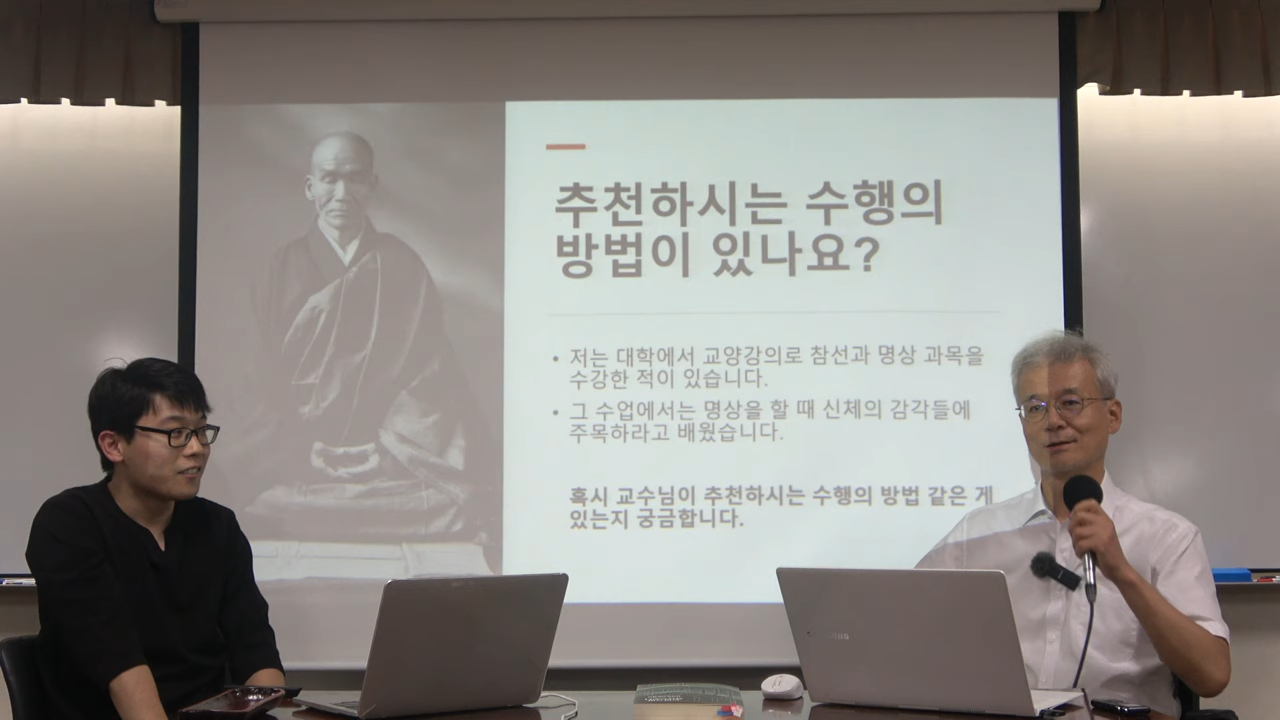 추천하시는 수행의
방법이 있나요?
• 저는 대학에서 교양강의로 참선과 명상 과목을
수강한 적이 있습니다.
• 그 수업에서는 명상을 할 때 신체의 감각들에
주목하라고 배웠습니다.
혹시 교수님이 추천하시는 수행의 방법 같은 게
있는지 궁금합니다.